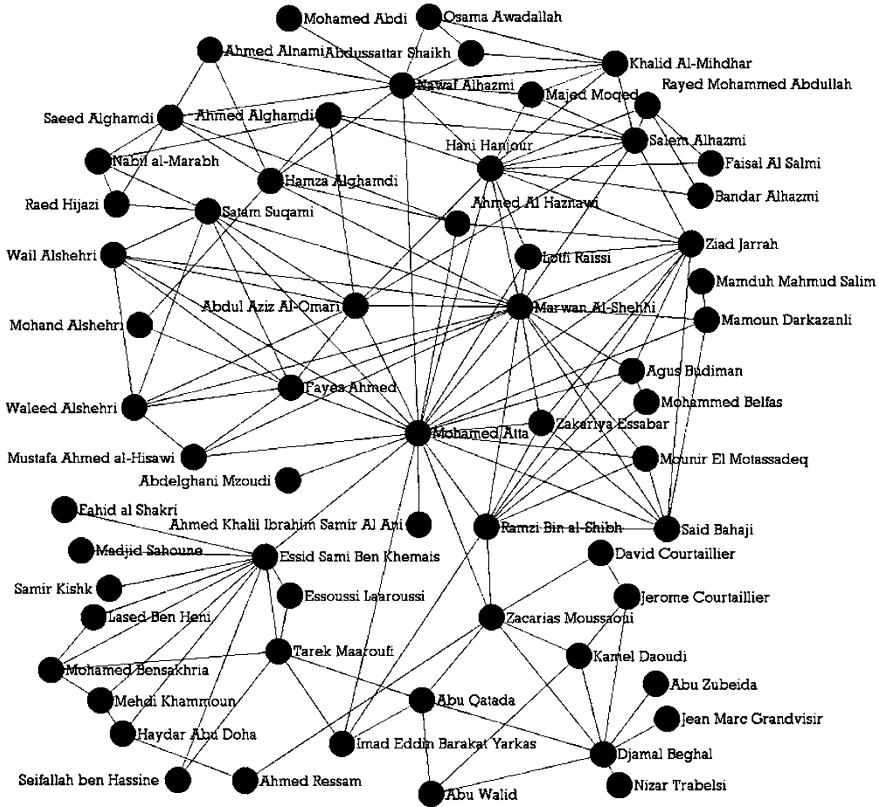 Mohamed Abdi
Osama Awadallah
Ahmed Alnami
Abdussattar Shaikh
Khalid Al-Mihdhar
Nawaf Alhazmi
Majed Moqed
Rayed Mohammed Abdullah
Saeed Alghamdi
Ahmed Alghamdi
Hani Hanjour
Salem Alhazmi
Nabil al-Marabh
Faisal Al Salmi
Hamza Alghamdi
Bandar Alhazmi
Raed Hijazi
Satam Suqami
Ahmed Al Haznawi
Ziad Jarrah
Wail Alshehri
Lotfi Raissi
Mamduh Mahmud Salim
Abdul Aziz Al-Omari
Marwan Al-Shehhi
Mohand Alshehri
Mamoun Darkazanli
Agus Budiman
Fayez Ahmed
Mohammed Belfas
Waleed Alshehri
Mohamed Atta
Zakariya Essabar
Mustafa Ahmed al-Hisawi
Mounir El Motassadeq
Abdelghani Mzoudi
Fahid al Shakri
Ahmed Khalil Ibrahim Samir Al Ani
Ramzi Bin al-Shibh
Said Bahaji
Madjid Sahoune
Essid Sami Ben Khemais
David Courtaillier
Samir Kishk
Essoussi Laaroussi
Jerome Courtaillier
Lased Ben Heni
Zacarias Moussaoui
Tarek Maaroufi
Kamel Daoudi
Mohamed Bensakhria
Abu Zubeida
Mehdi Khammoun
Abu Qatada
Jean Marc Grandvisir
Haydar Abu Doha
Imad Eddin Barakat Yarkas
Djamal Beghal
Seifallah ben Hassine
Ahmed Ressam
Abu Walid
Nizar Trabelsi